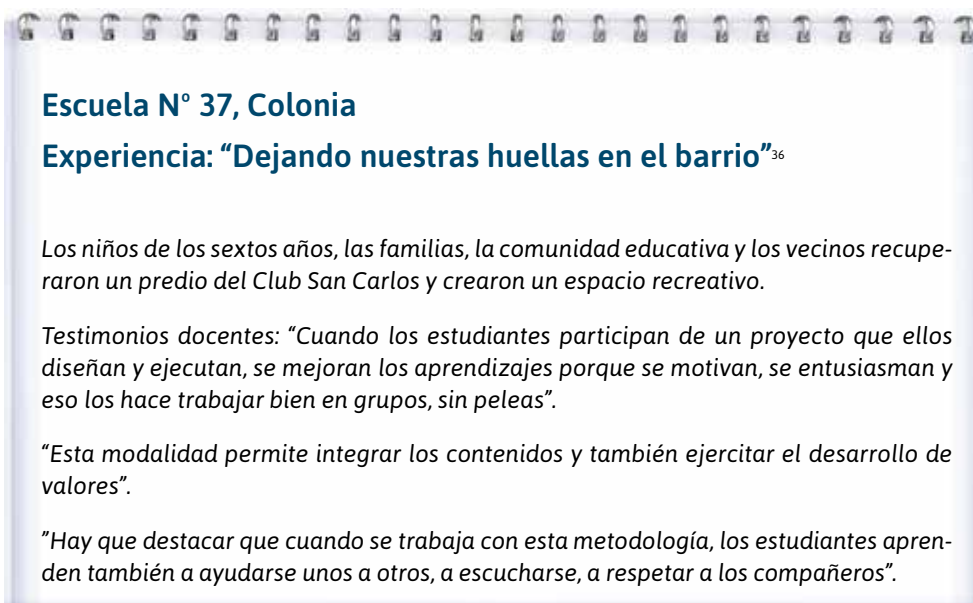 Escuela N° 37, Colonia
Experiencia: “Dejando nuestras huellas en el barrio”36
Los niños de los sextos años, las familias, la comunidad educativa y los vecinos recupe-
raron un predio del Club San Carlos y crearon un espacio recreativo.
Testimonios docentes: “Cuando los estudiantes participan de un proyecto que ellos
diseñan y ejecutan, se mejoran los aprendizajes porque se motivan, se entusiasman y
eso los hace trabajar bien en grupos, sin peleas”.
“Esta modalidad permite integrar los contenidos y también ejercitar el desarrollo de
valores”.
”Hay que destacar que cuando se trabaja con esta metodología, los estudiantes apren-
den también a ayudarse unos a otros, a escucharse, a respetar a los compañeros”.